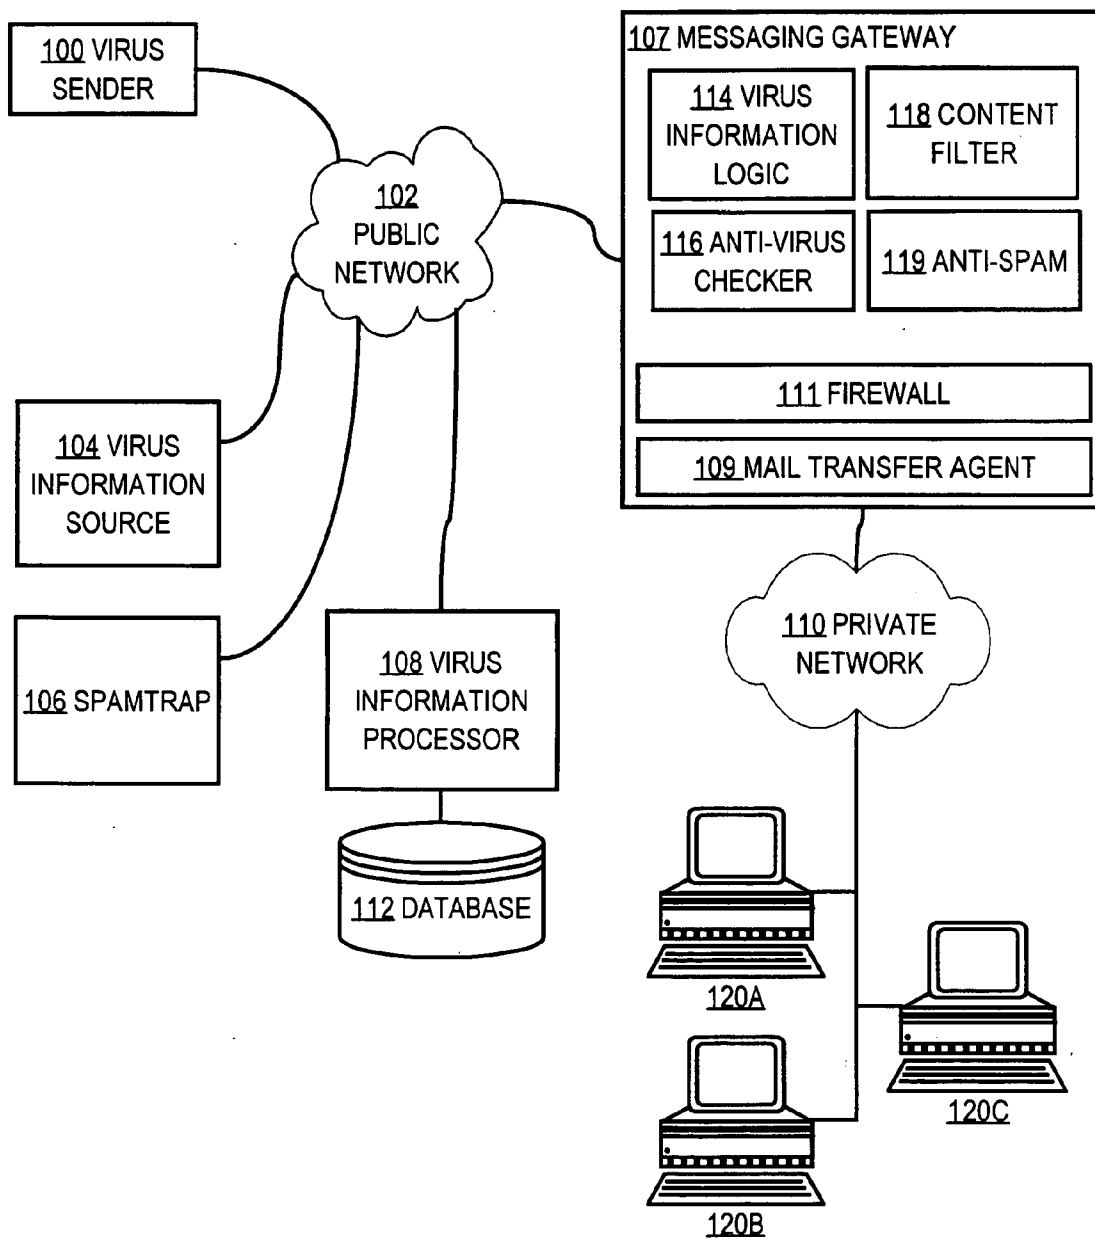 100 VIRUS
SENDER
102
PUBLIC
NETWORK
104 VIRUS
INFORMATION
SOURCE
106 SPAMTRAP
108 VIRUS
INFORMATION
PROCESSOR
112 DATABASE
107 MESSAGING GATEWAY
114 VIRUS
INFORMATION
LOGIC
118 CONTENT
FILTER
116 ANTI-VIRUS
CHECKER
119 ANTI-SPAM
111 FIREWALL
109 MAIL TRANSFER AGENT
110 PRIVATE
NETWORK
120A
120C
120B